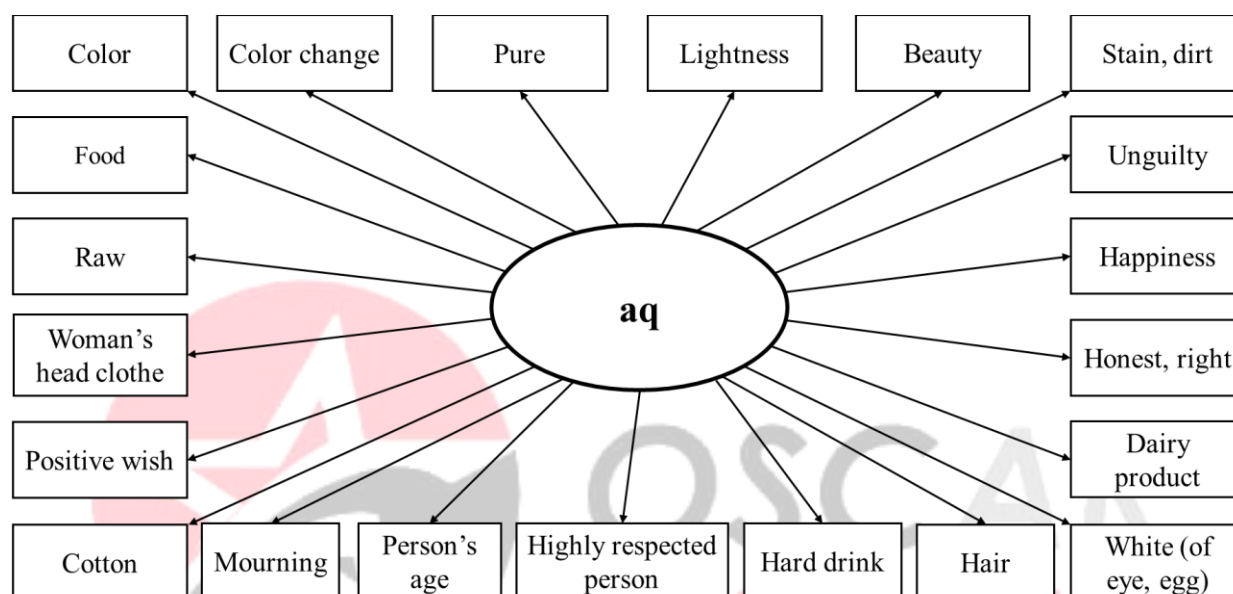 Color
Color change
Pure
Lightness
Beauty
Stain, dirt
Food
Unguilty
Raw
Happiness
aq
Woman's
head clothe
Honest, right
Positive wish
Dairy
product
Cotton
Mourning
Person's
age
Highly respected
person
Hard drink
Hair
White (of
eye, egg)
OSCAR